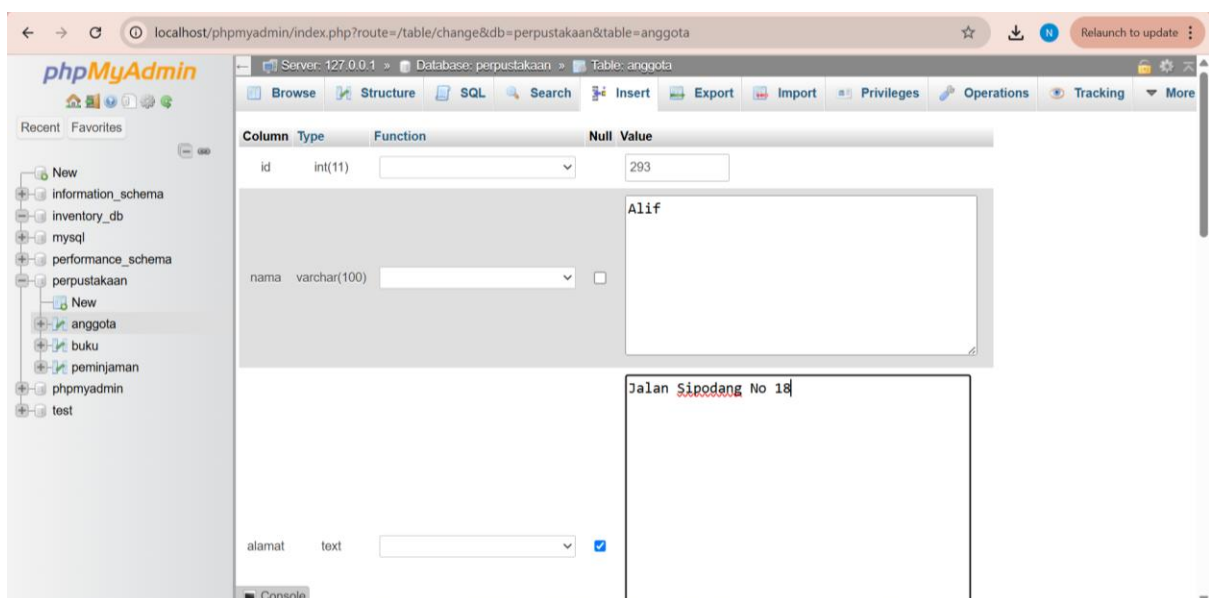 localhost/phpmyadmin/index.php?route=/table/change&db=perpustakaan&table=anggota
N
Relaunch to update
phpMyAdmin
Recent Favorites
New
information_schema
inventory_db
mysql
performance_schema
perpustakaan
New
anggota
buku
peminjaman
phpmyadmin
test
Server: 127.0.0.1 » Database: perpustakaan » Table: anggota
Browse Structure SQL Search Insert Export Import Privileges Operations Tracking More
Column Type Function Null Value
id int(11) 293
nama varchar(100) Alif
alamat text Jalan Sipodang No 18
Console